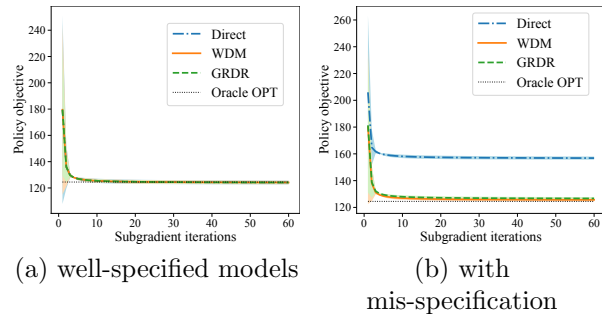 240
220
200
180
160
140
120
Policy objective
0 10 20 30 40 50 60
Subgradient iterations
Direct
WDM
GRDR
Oracle OPT
(a) well-specified models
260
240
220
200
180
160
140
120
Policy objective
0 10 20 30 40 50 60
Subgradient iterations
Direct
WDM
GRDR
Oracle OPT
(b) with
mis-specification